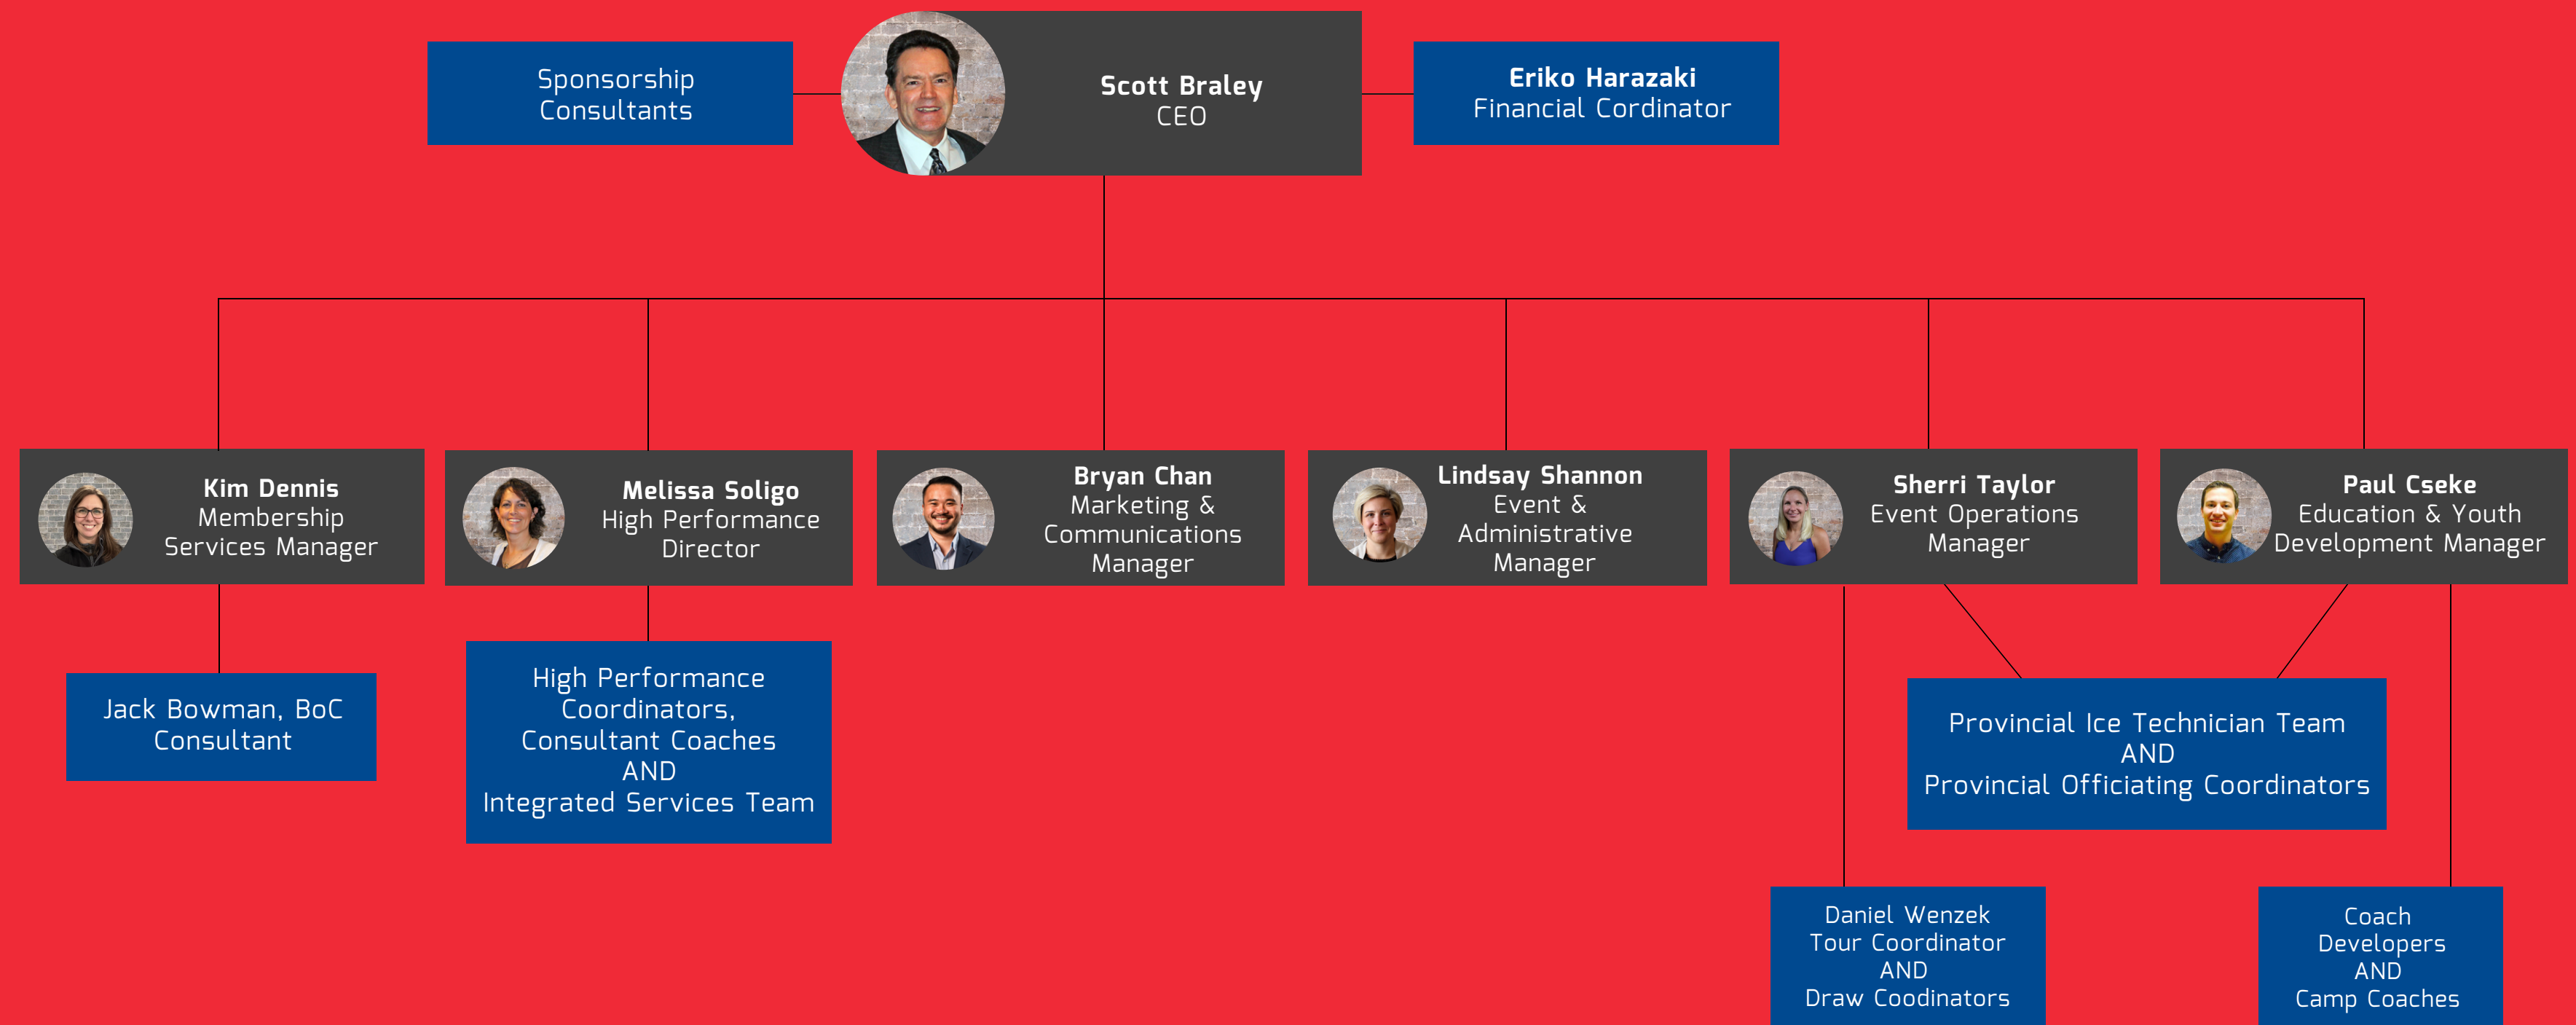 Sponsorship
Consultants
Scott Braley
CEO
Eriko Harazaki
Financial Cordinator
Kim Dennis
Membership
Services Manager
Melissa Soligo
High Performance
Director
Bryan Chan
Marketing &
Communications
Manager
Lindsay Shannon
Event &
Administrative
Manager
Sherri Taylor
Event Operations
Manager
Paul Cseke
Education & Youth
Development Manager
Jack Bowman, BoC
Consultant
High Performance
Coordinators,
Consultant Coaches
AND
Integrated Services Team
Provincial Ice Technician Team
AND
Provincial Officiating Coordinators
Daniel Wenzek
Tour Coordinator
AND
Draw Coodinators
Coach
Developers
AND
Camp Coaches